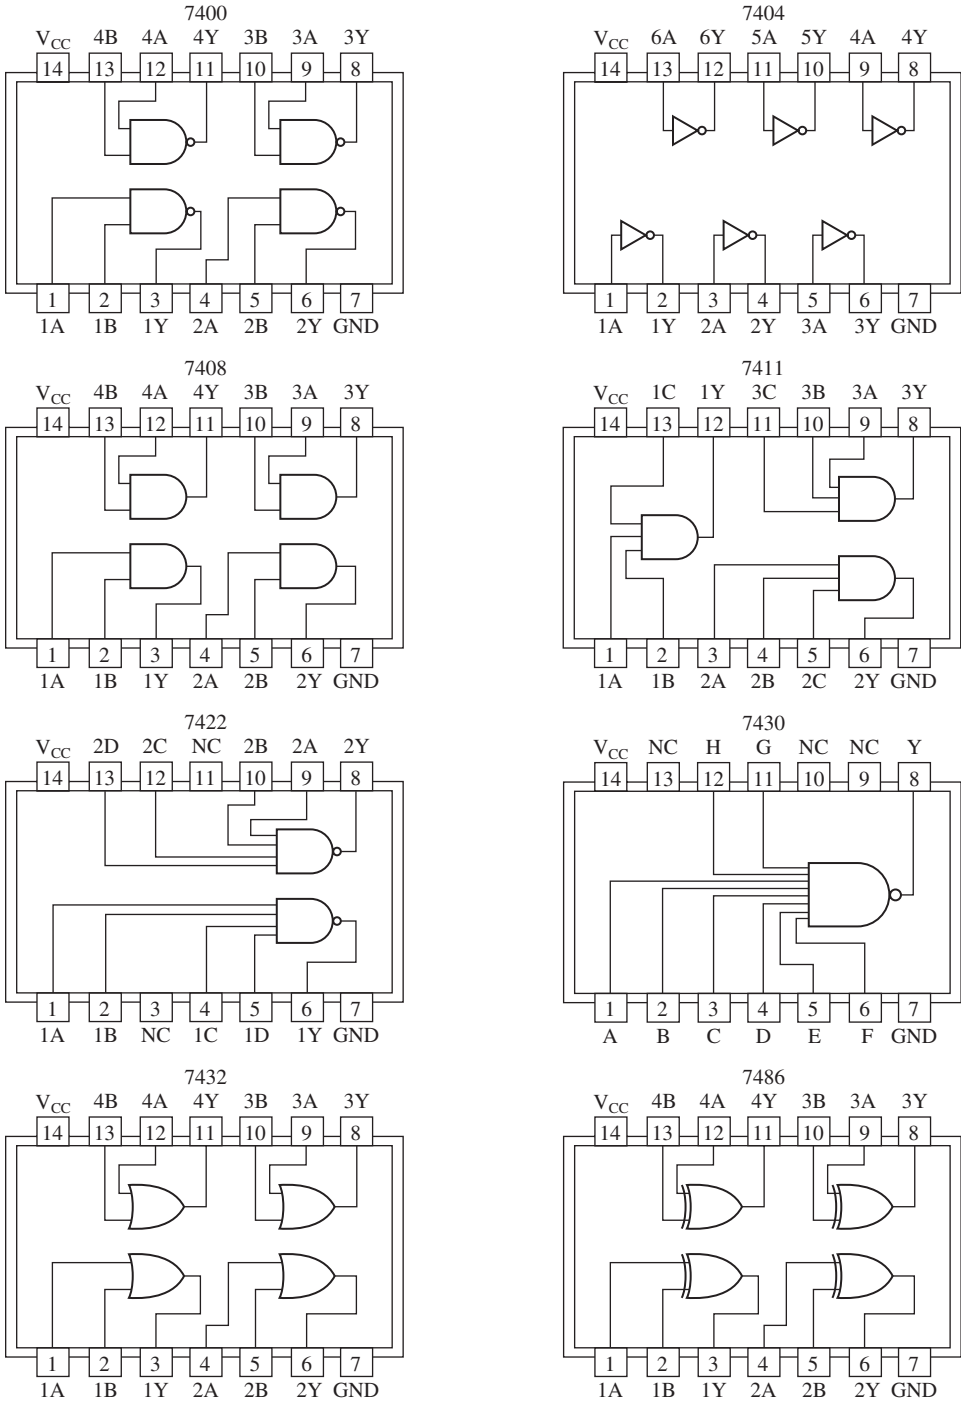 7400
V_CC 4B 4A 4Y 3B 3A 3Y
14 13 12 11 10 9 8
1 2 3 4 5 6 7
1A 1B 1Y 2A 2B 2Y GND
7404
V_CC 6A 6Y 5A 5Y 4A 4Y
14 13 12 11 10 9 8
1 2 3 4 5 6 7
1A 1Y 2A 2Y 3A 3Y GND
7408
V_CC 4B 4A 4Y 3B 3A 3Y
14 13 12 11 10 9 8
1 2 3 4 5 6 7
1A 1B 1Y 2A 2B 2Y GND
7411
V_CC 1C 1Y 3C 3B 3A 3Y
14 13 12 11 10 9 8
1 2 3 4 5 6 7
1A 1B 2A 2B 2C 2Y GND
7422
V_CC 2D 2C NC 2B 2A 2Y
14 13 12 11 10 9 8
1 2 3 4 5 6 7
1A 1B NC 1C 1D 1Y GND
7430
V_CC NC H G NC NC Y
14 13 12 11 10 9 8
1 2 3 4 5 6 7
A B C D E F GND
7432
V_CC 4B 4A 4Y 3B 3A 3Y
14 13 12 11 10 9 8
1 2 3 4 5 6 7
1A 1B 1Y 2A 2B 2Y GND
7486
V_CC 4B 4A 4Y 3B 3A 3Y
14 13 12 11 10 9 8
1 2 3 4 5 6 7
1A 1B 1Y 2A 2B 2Y GND